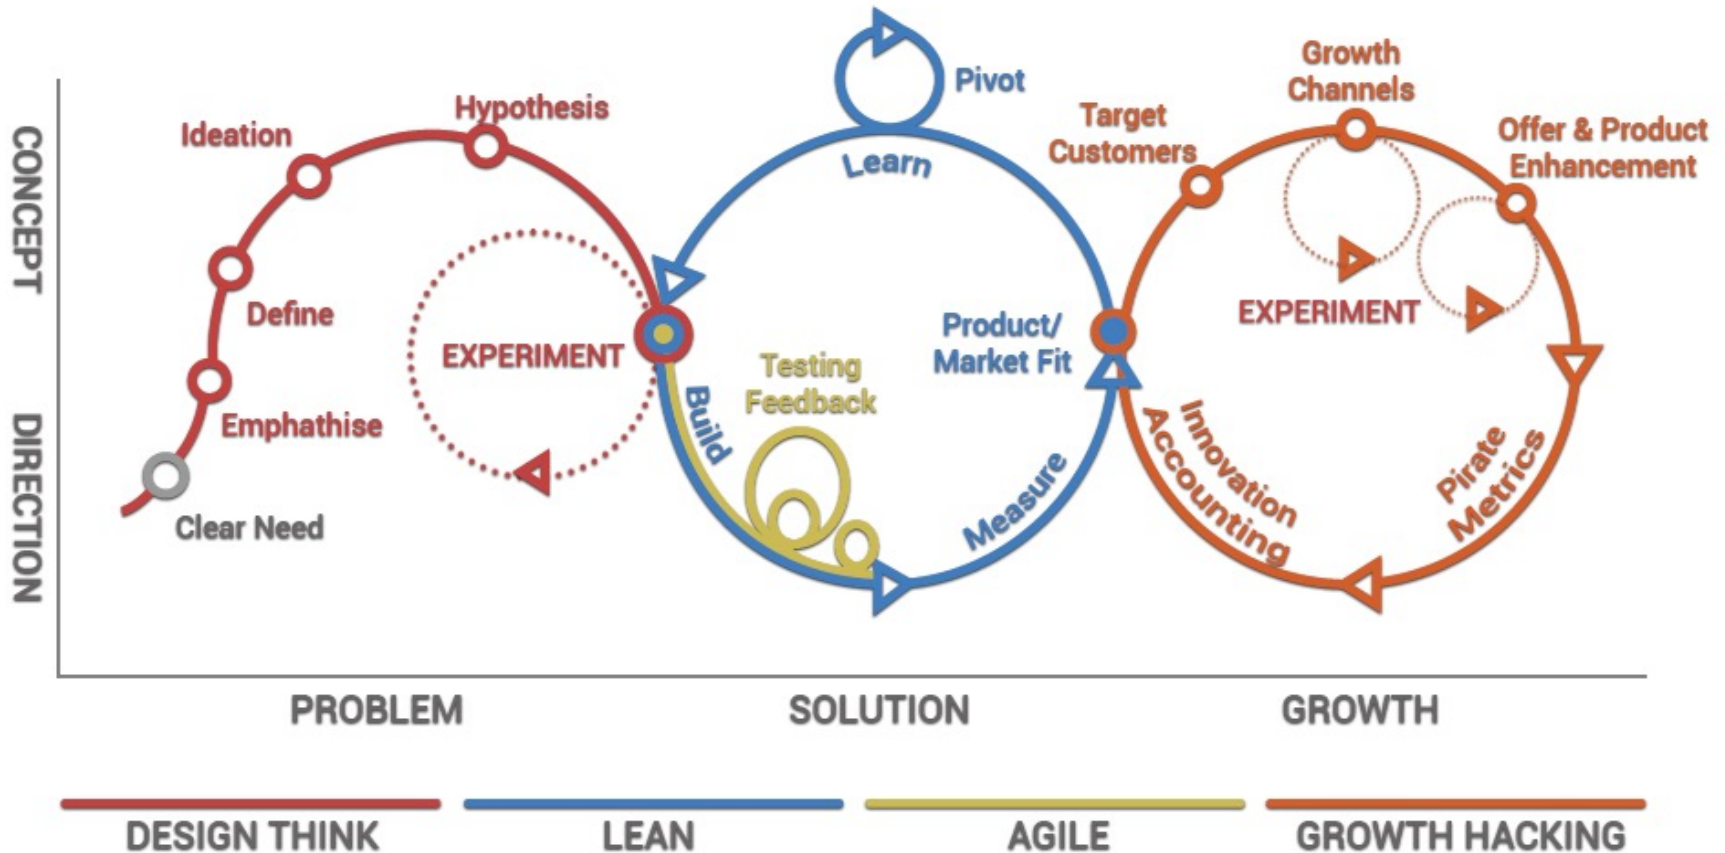 CONCEPT
DIRECTION
Clear Need
Emphathise
Define
Ideation
Hypothesis
EXPERIMENT
Build
Testing
Feedback
Measure
Product/
Market Fit
Learn
Pivot
Target
Customers
Growth
Channels
Offer & Product
Enhancement
EXPERIMENT
Pirate
Metrics
Innovation
Accounting
PROBLEM
SOLUTION
GROWTH
DESIGN THINK
LEAN
AGILE
GROWTH HACKING